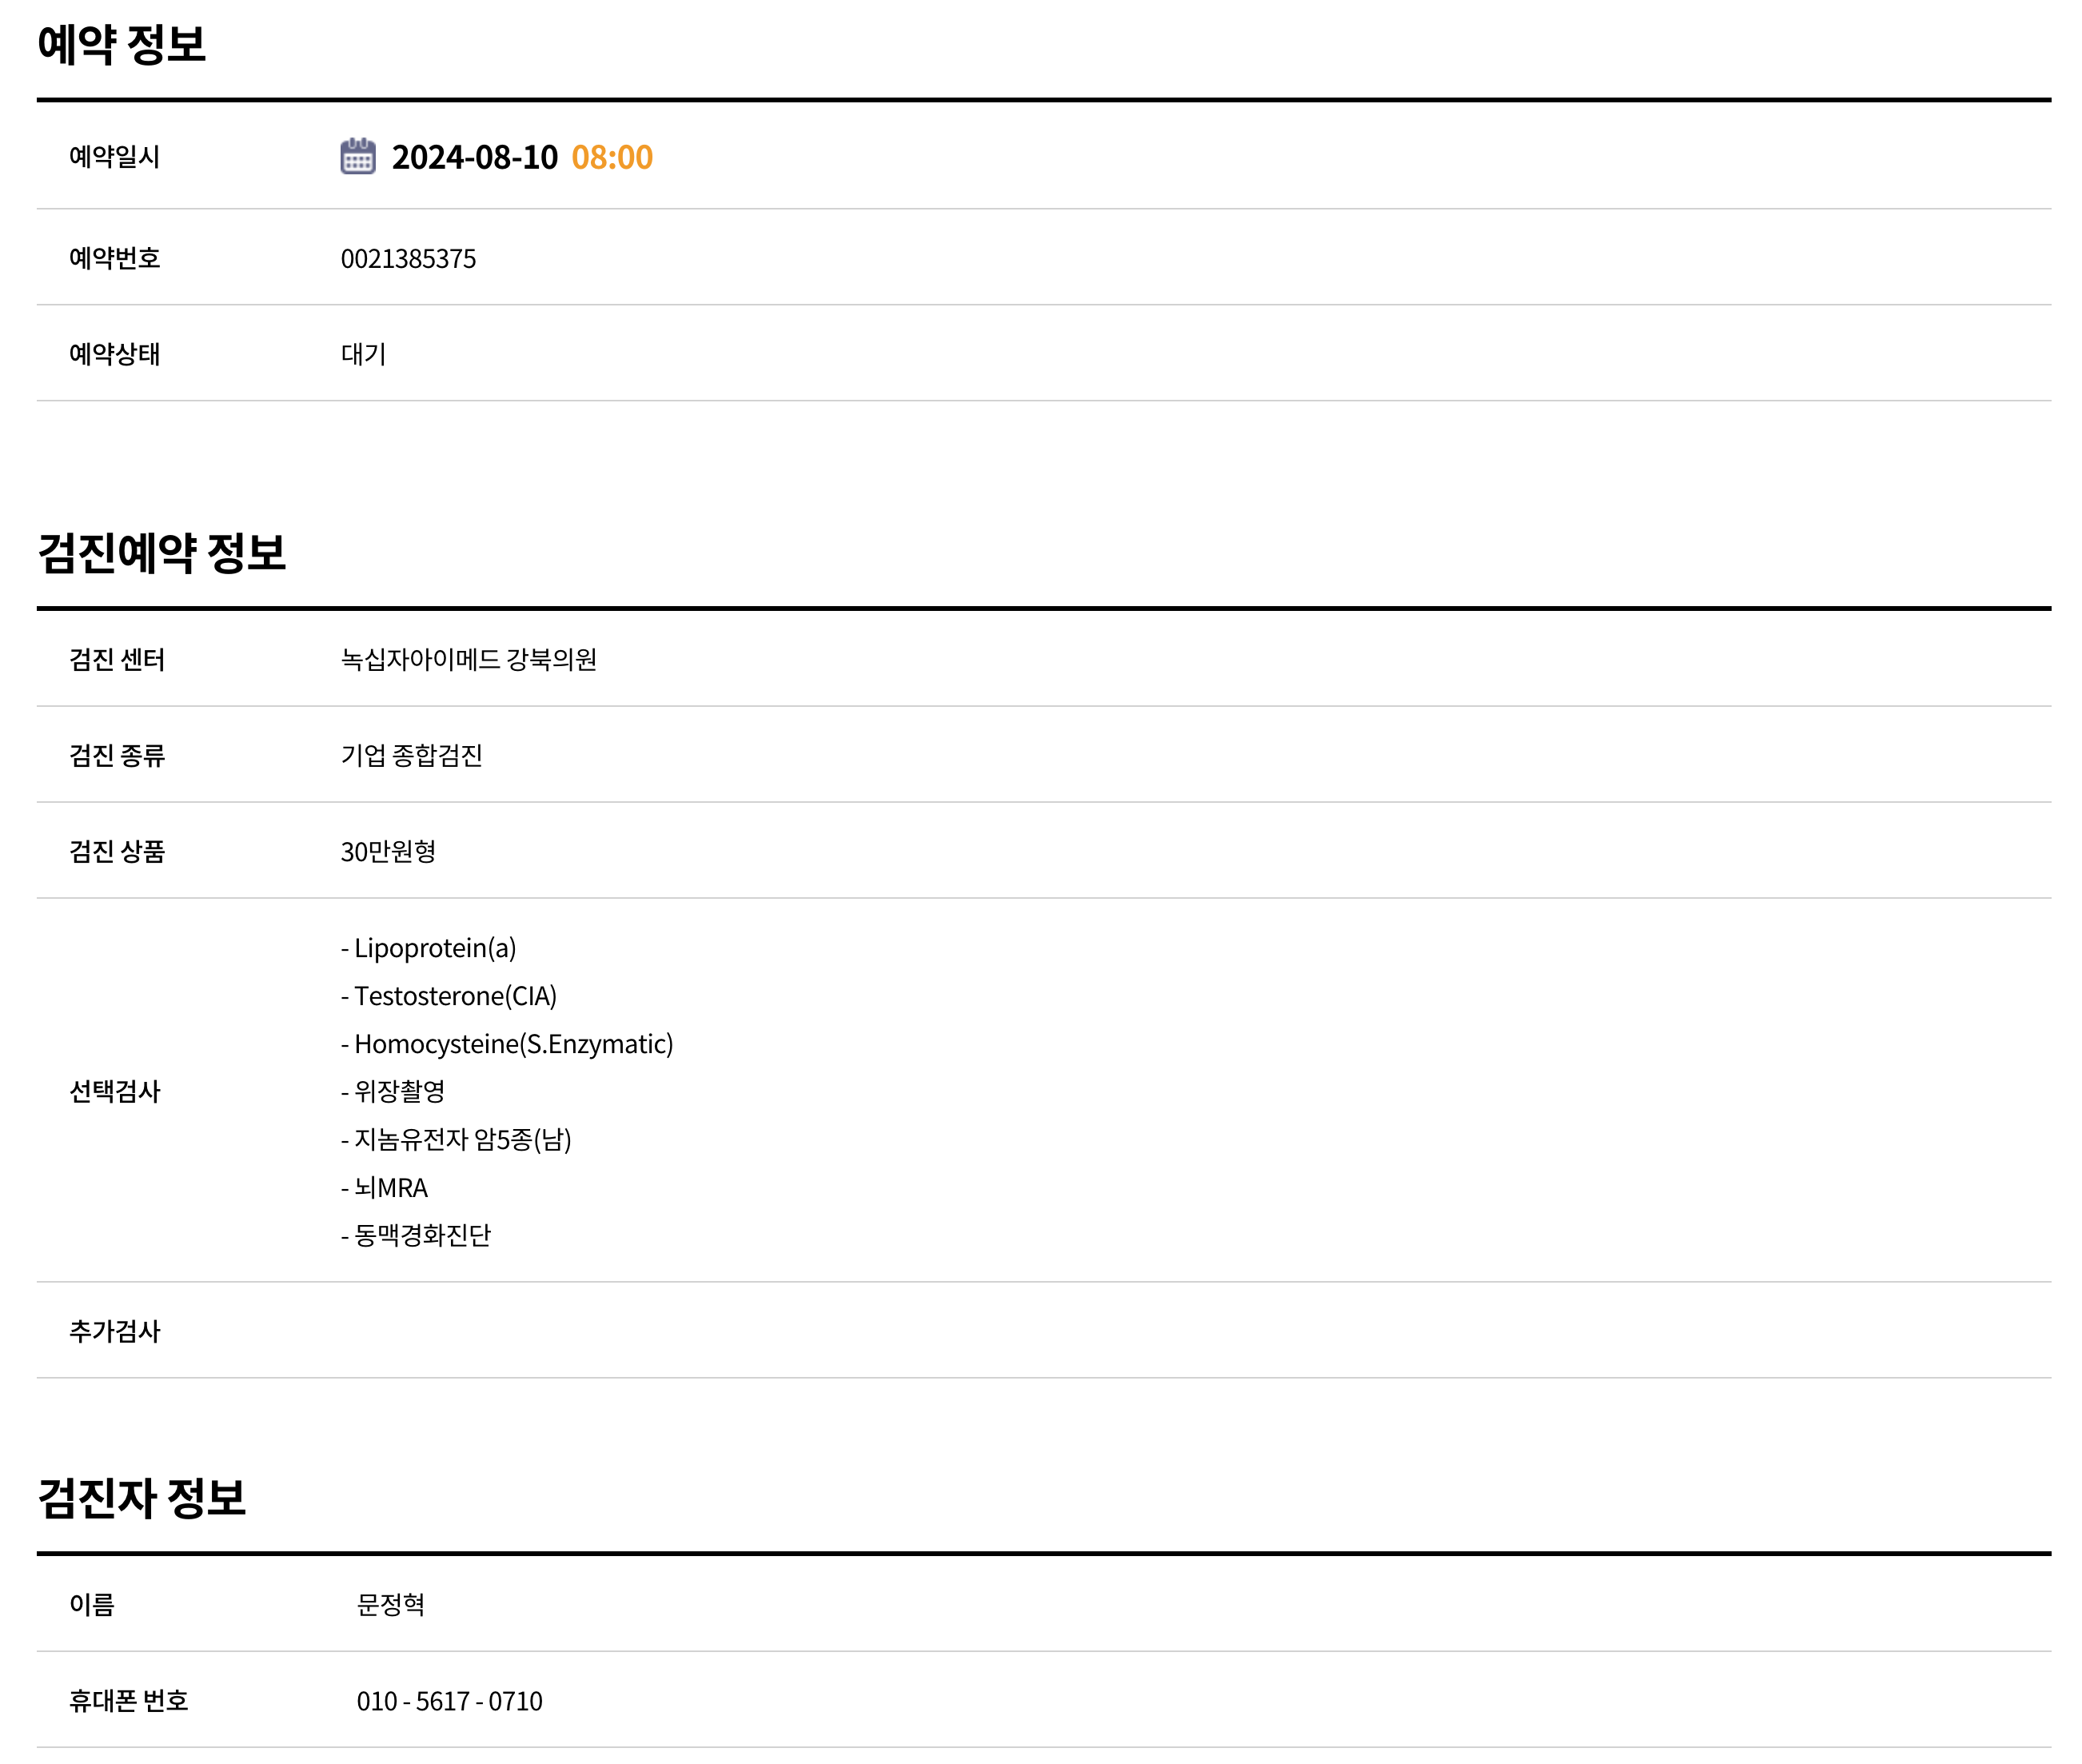 예약 정보
예약일시 2024-08-10 08:00
예약번호 0021385375
예약상태 대기
검진예약 정보
검진 센터 녹십자아이메드 강북의원
검진 종류 기업 종합검진
검진 상품 30만원형
선택검사
- Lipoprotein(a)
- Testosterone(CIA)
- Homocysteine(S.Enzymatic)
- 위장촬영
- 지놈유전자 암5종(남)
- 뇌MRA
- 동맥경화진단
추가검사
검진자 정보
이름 문정혁
휴대폰 번호 010 - 5617 - 0710